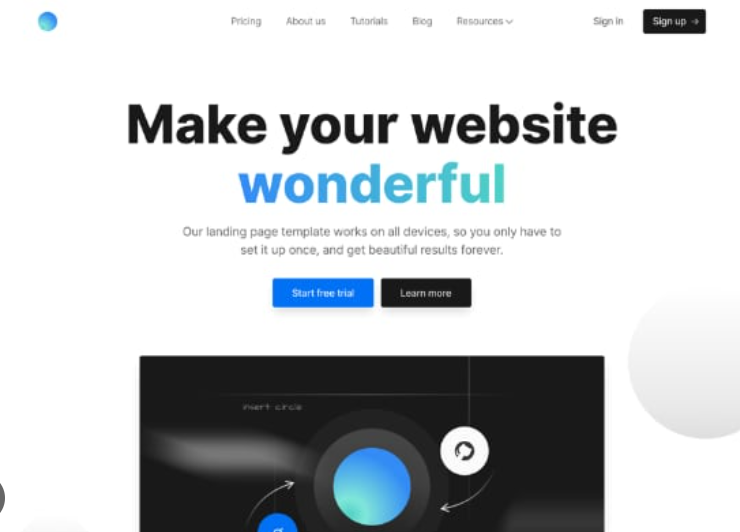 Pricing About us Tutorials Blog Resources Sign in Sign up →
Make your website
wonderful
Our landing page template works on all devices, so you only have to
set it up once, and get beautiful results forever.
Start free trial Learn more
insert circle